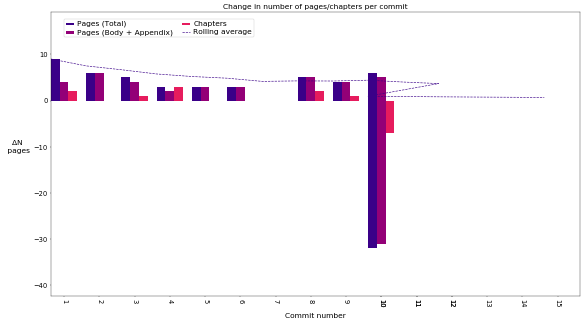 Change in number of pages/chapters per commit
Pages (Total)
Pages (Body + Appendix)
Chapters
Rolling average
10
0
−10
−20
−30
−40
ΔN
pages
1
2
3
4
5
6
7
8
9
10
11
12
13
14
15
Commit number